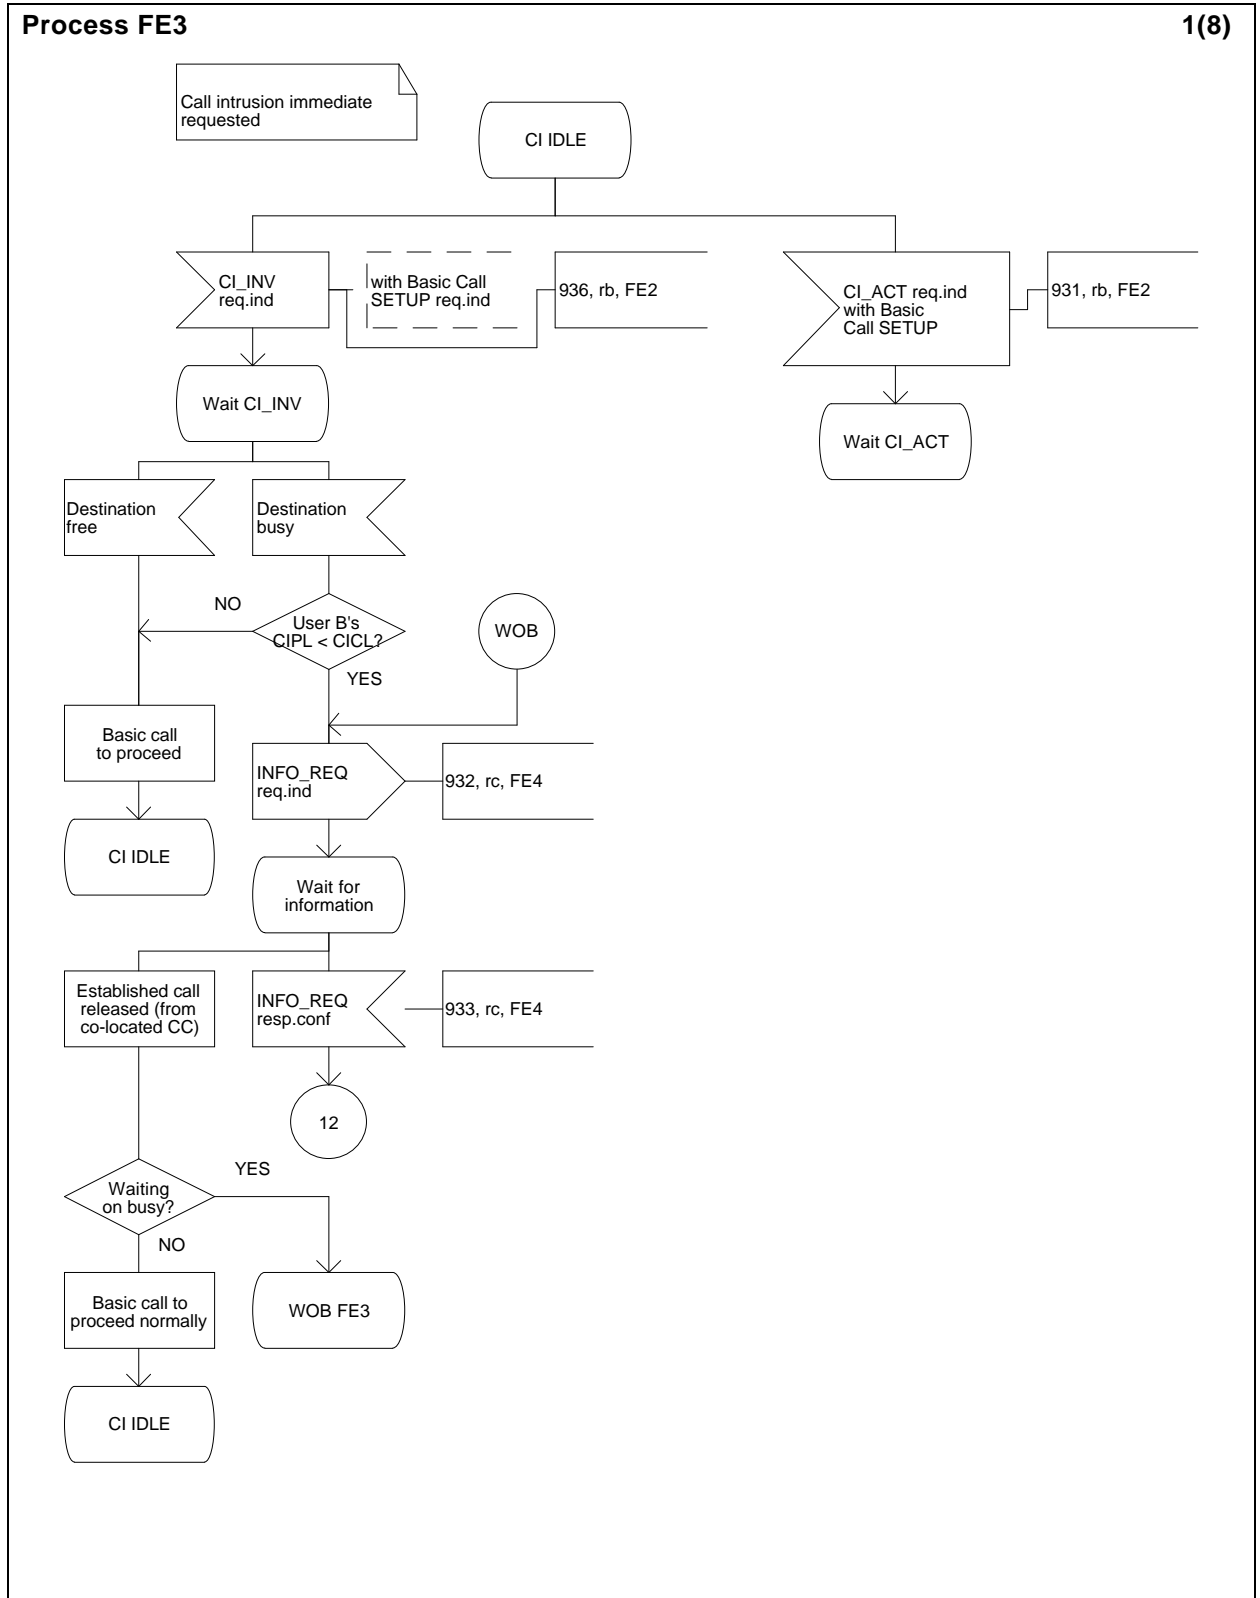 Process FE3
1(8)
Call intrusion immediate
requested
CI IDLE
CI_INV
req.ind
with Basic Call
SETUP req.ind
936, rb, FE2
CI_ACT req.ind
with Basic
Call SETUP
931, rb, FE2
Wait CI_INV
Wait CI_ACT
Destination
free
Destination
busy
NO
User B's
CIPL < CICL?
WOB
YES
Basic call
to proceed
INFO_REQ
req.ind
932, rc, FE4
CI IDLE
Wait for
information
Established call
released (from
co-located CC)
INFO_REQ
resp.conf
933, rc, FE4
12
YES
Waiting
on busy?
NO
Basic call to
proceed normally
WOB FE3
CI IDLE